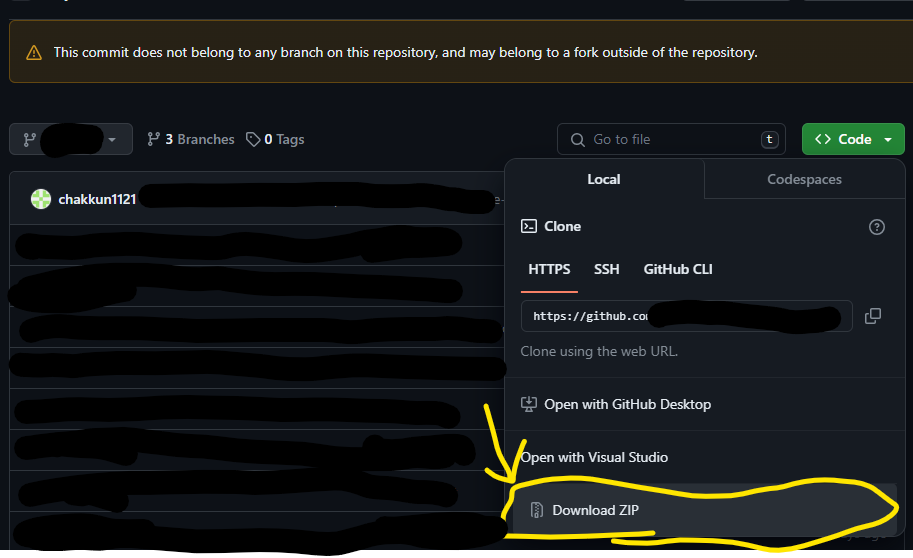 This commit does not belong to any branch on this repository, and may belong to a fork outside of the repository.
3 Branches 0 Tags Go to file t Code
Local Codespaces
chakkun1121
Clone
HTTPS SSH GitHub CLI
https://github.com
Clone using the web URL.
Open with GitHub Desktop
Open with Visual Studio
Download ZIP